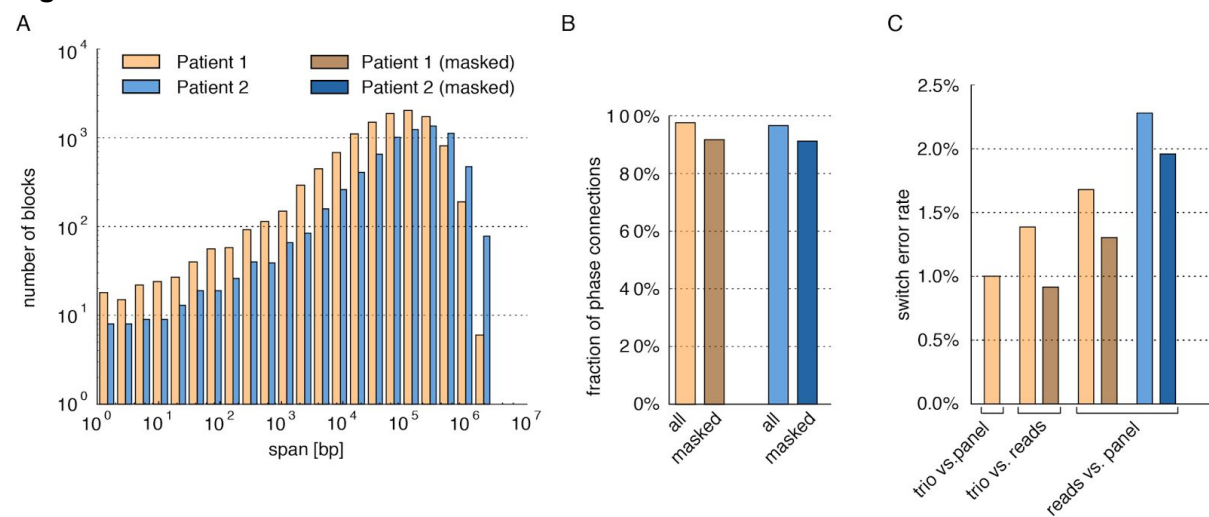 A
B
C
10^4
10^3
10^2
10^1
10^0
number of blocks
Patient 1
Patient 2
Patient 1 (masked)
Patient 2 (masked)
10^0 10^1 10^2 10^3 10^4 10^5 10^6 10^7
span [bp]
fraction of phase connections
100%
80%
60%
40%
20%
0%
all
masked
all
masked
switch error rate
2.5%
2.0%
1.5%
1.0%
0.5%
0.0%
trio vs.panel
trio vs. reads
reads vs. panel